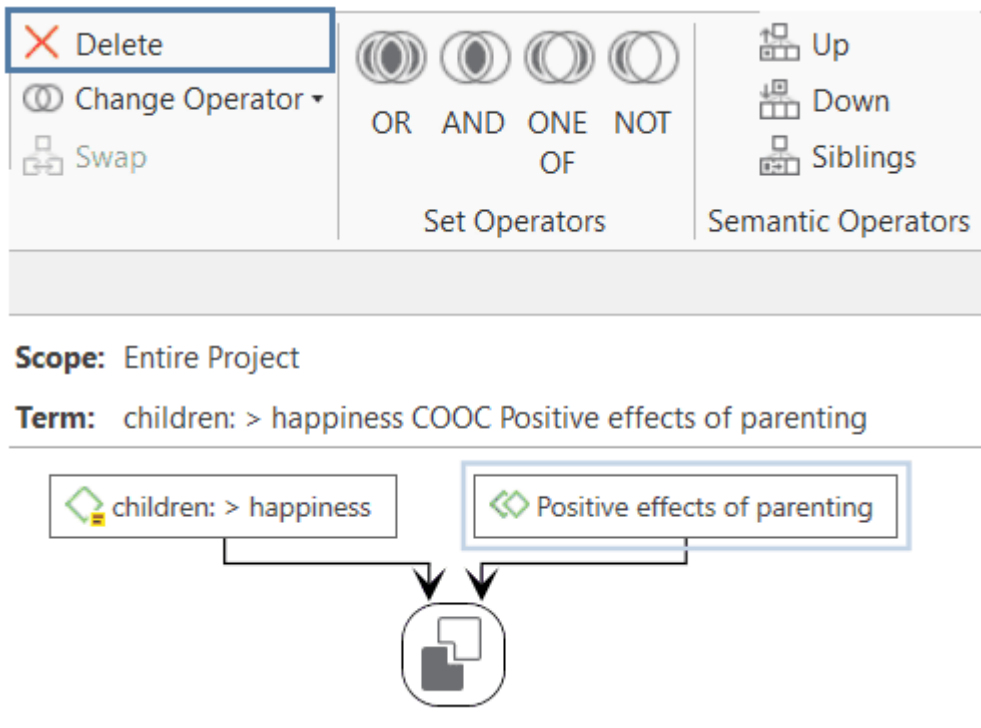 Delete
Change Operator
Swap
OR AND ONE OF NOT
Set Operators
Up
Down
Siblings
Semantic Operators
Scope: Entire Project
Term: children: > happiness COOC Positive effects of parenting
children: > happiness
Positive effects of parenting